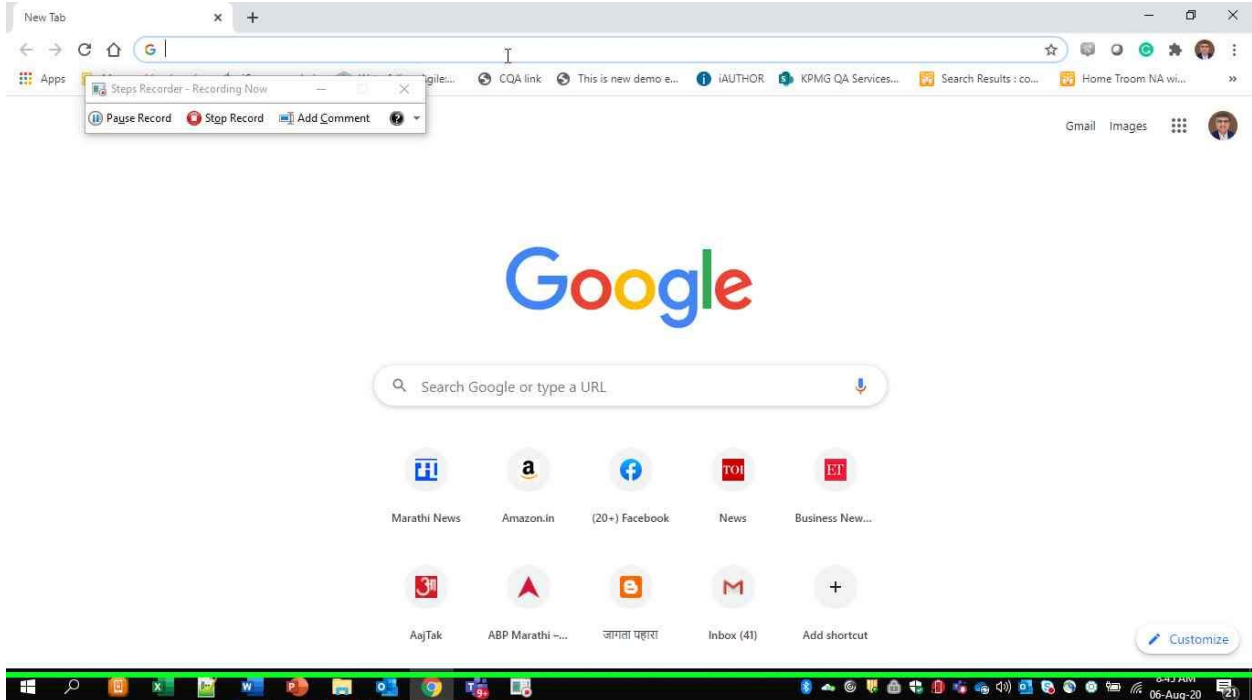 New Tab
Apps
gile:...
CQA link
This is new demo e...
iAUTHOR
KPMG QA Services...
Search Results : co...
Home Troom NA wi...
Steps Recorder - Recording Now
Pause Record
Stop Record
Add Comment
Gmail
Images
Google
Search Google or type a URL
Marathi News
Amazon.in
(20+) Facebook
News
Business New...
AajTak
ABP Marathi –...
जागता पहारा
Inbox (41)
Add shortcut
Customize
06-Aug-20